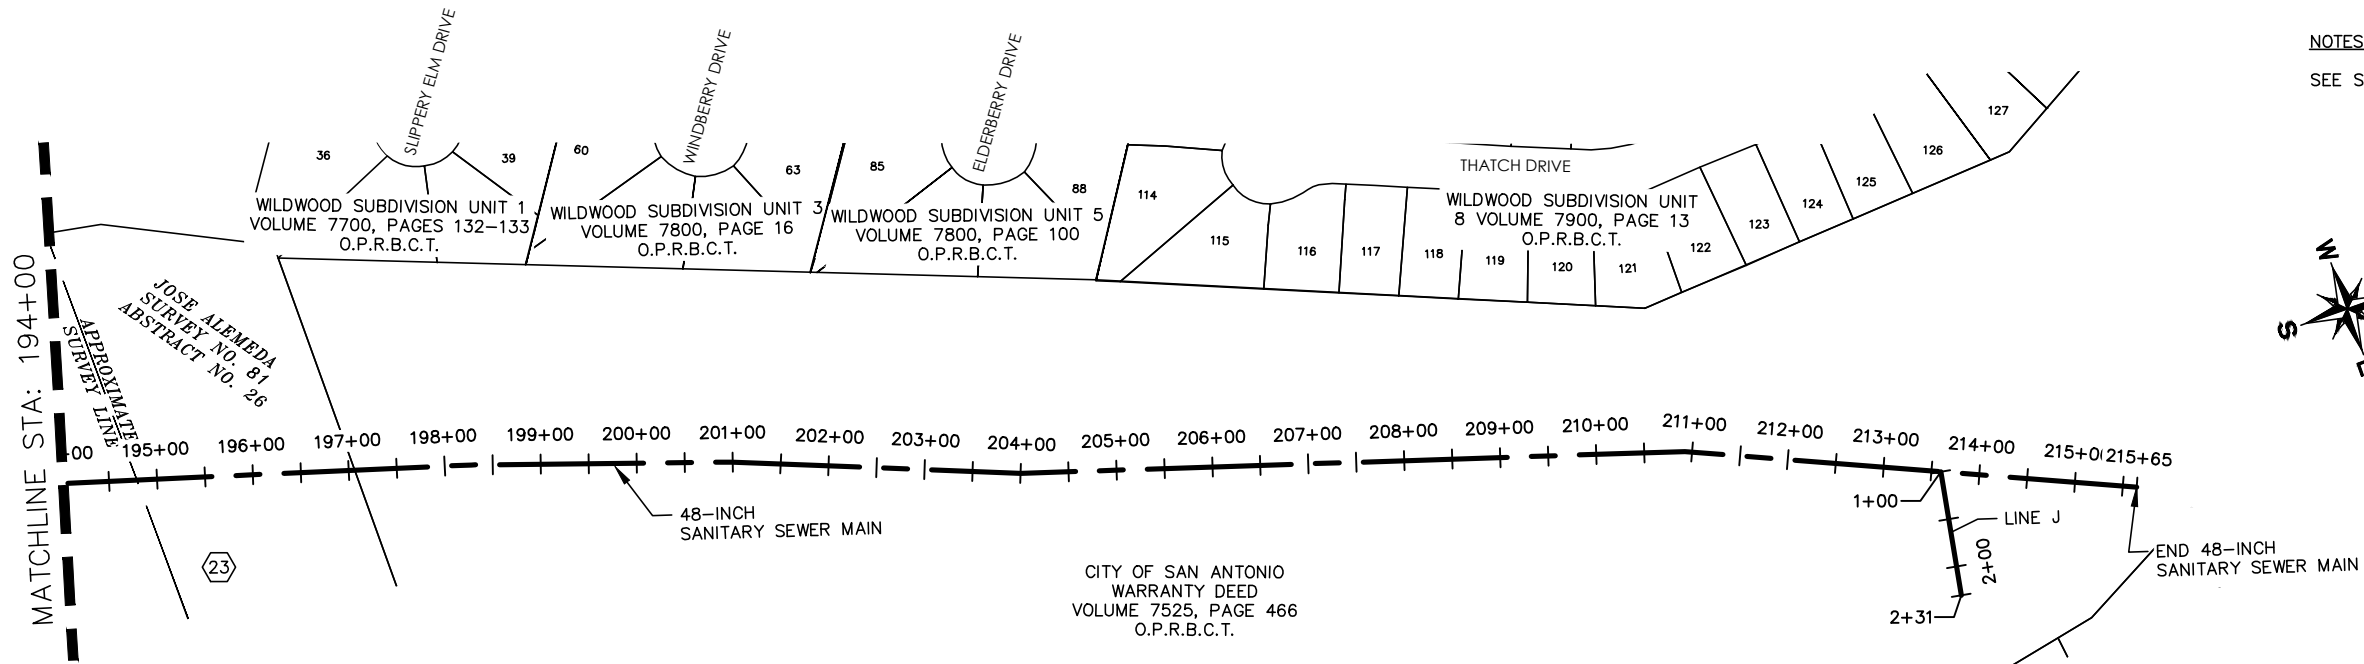 NOTES
SEE S
SLIPPERY ELM DRIVE
WINDBERRY DRIVE
ELDERBERRY DRIVE
THATCH DRIVE
36
39
60
63
85
88
114
115
116
117
118
119
120
121
122
123
124
125
126
127
WILDWOOD SUBDIVISION UNIT 1
VOLUME 7700, PAGES 132-133
O.P.R.B.C.T.
WILDWOOD SUBDIVISION UNIT 3
VOLUME 7800, PAGE 16
O.P.R.B.C.T.
WILDWOOD SUBDIVISION UNIT 5
VOLUME 7800, PAGE 100
O.P.R.B.C.T.
WILDWOOD SUBDIVISION UNIT
8 VOLUME 7900, PAGE 13
O.P.R.B.C.T.
W
S
MATCHLINE STA: 194+00
JOSE ALEMEDA
SURVEY NO. 81
ABSTRACT NO. 26
APPROXIMATE
SURVEY LINE
+00
195+00
196+00
197+00
198+00
199+00
200+00
201+00
202+00
203+00
204+00
205+00
206+00
207+00
208+00
209+00
210+00
211+00
212+00
213+00
214+00
215+0
215+65
48-INCH
SANITARY SEWER MAIN
1+00
LINE J
2+00
2+31
END 48-INCH
SANITARY SEWER MAIN
23
CITY OF SAN ANTONIO
WARRANTY DEED
VOLUME 7525, PAGE 466
O.P.R.B.C.T.